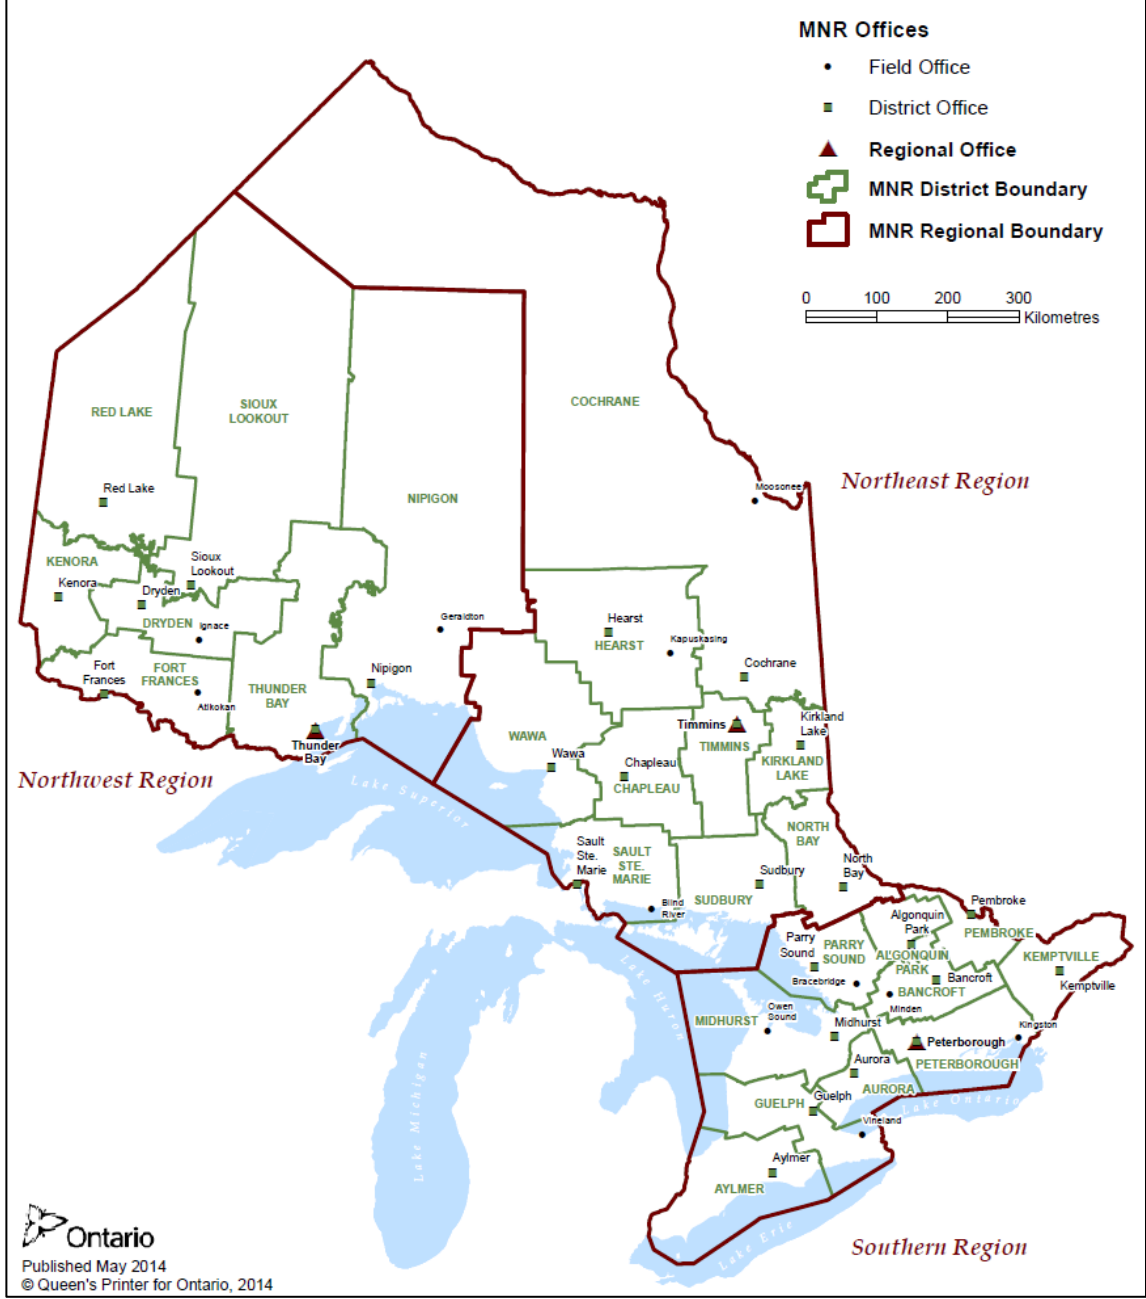 MNR Offices
Field Office
District Office
Regional Office
MNR District Boundary
MNR Regional Boundary
0 100 200 300
Kilometres
COCHRANE
SIOUX
LOOKOUT
RED LAKE
Northeast Region
Red Lake
Moosonee
NIPIGON
KENORA
Sioux
Lookout
Kenora
Dryden
DRYDEN
Ignace
Geraldton
Hearst
HEARST
Kapuskasing
Fort
Frances
FORT
FRANCES
Atikokan
THUNDER
BAY
Nipigon
Cochrane
Thunder
Bay
Timmins
TIMMINS
Kirkland
Lake
KIRKLAND
LAKE
WAWA
Wawa
Chapleau
CHAPLEAU
Northwest Region
Lake Superior
NORTH
BAY
North
Bay
Sault
Ste.
Marie
SAULT
STE.
MARIE
Sudbury
SUDBURY
Blind
River
Algonquin
Park
Pembroke
PEMBROKE
Parry
Sound
PARRY
SOUND
ALGONQUIN
PARK
KEMPTVILLE
Kemptville
Bracebridge
Bancroft
BANCROFT
Minden
Lake Huron
Owen
Sound
MIDHURST
Midhurst
Kingston
Peterborough
PETERBOROUGH
Aurora
AURORA
Lake Michigan
GUELPH
Guelph
Lake Ontario
Vineland
Aylmer
AYLMER
Lake Erie
Southern Region
Ontario
Published May 2014
© Queen's Printer for Ontario, 2014